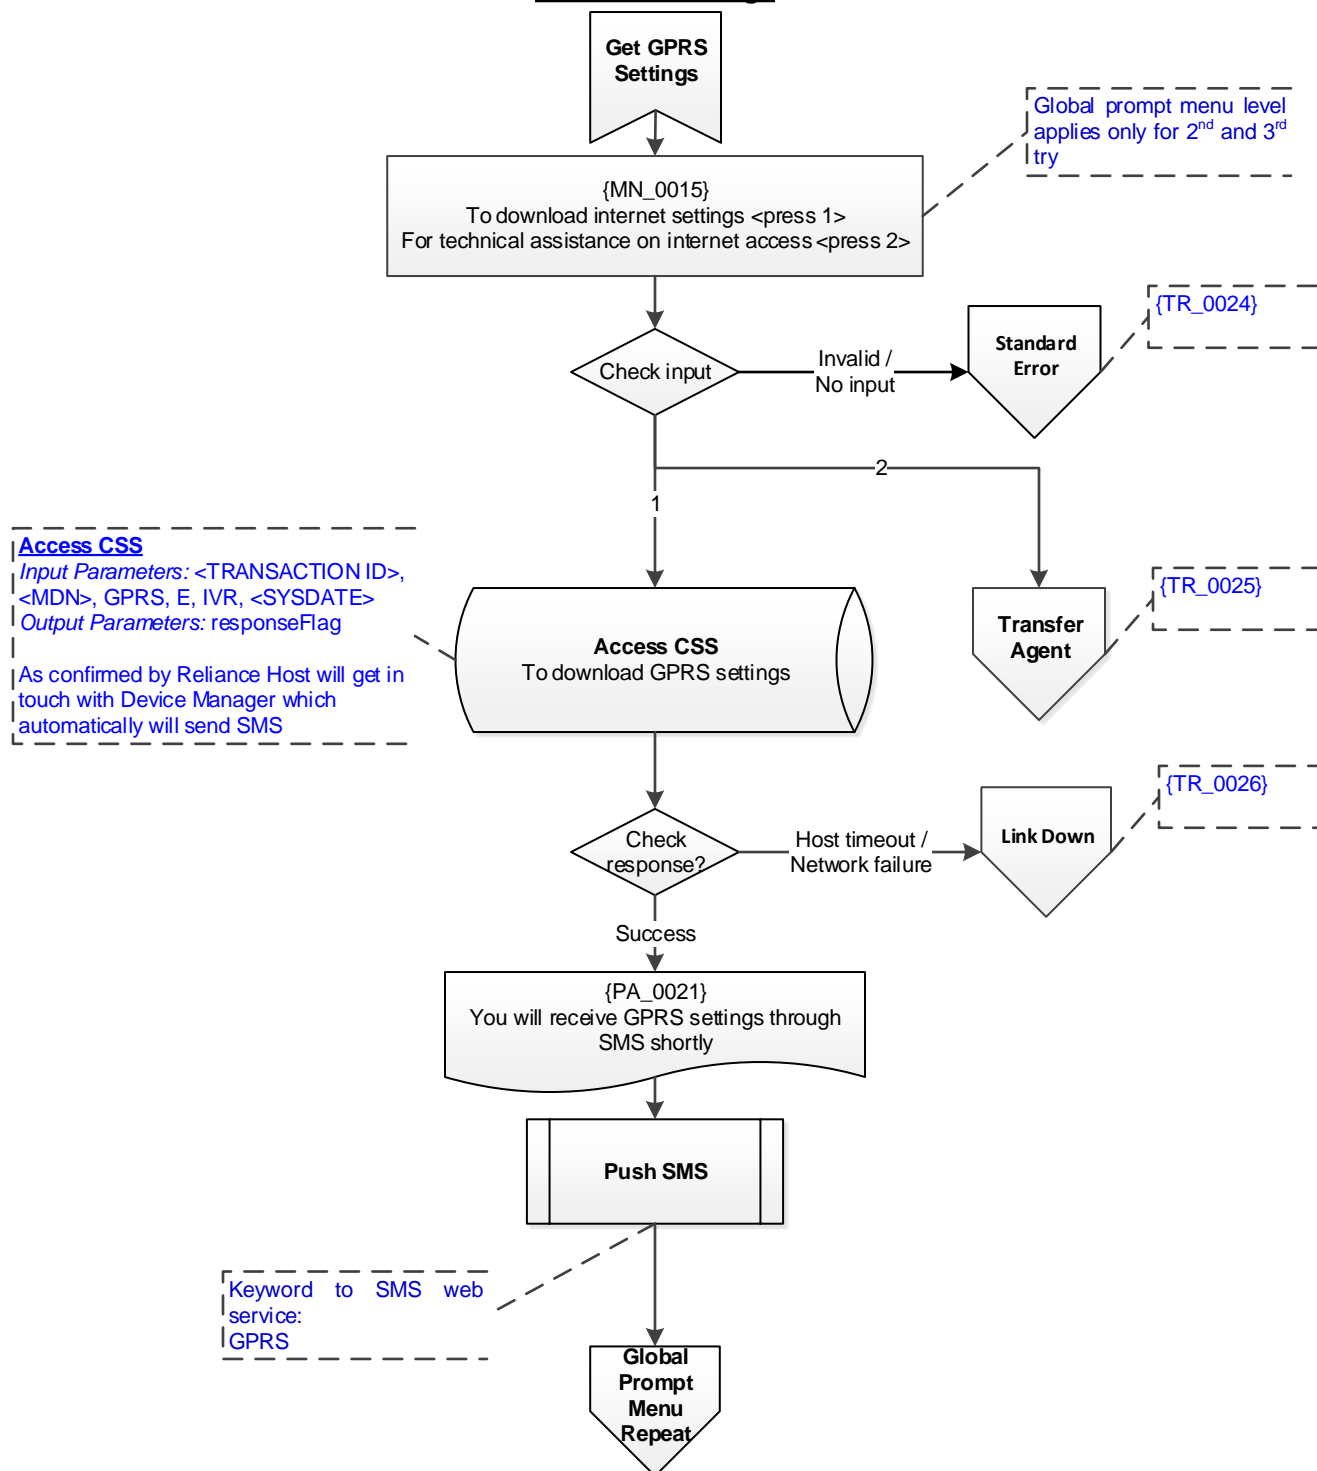 Get GPRS
Settings
Global prompt menu level
applies only for 2nd and 3rd
try
{MN_0015}
To download internet settings <press 1>
For technical assistance on internet access <press 2>
{TR_0024}
Standard
Error
Check input
Invalid /
No input
2
1
Access CSS
Input Parameters: <TRANSACTION ID>,
<MDN>, GPRS, E, IVR, <SYSDATE>
Output Parameters: responseFlag
As confirmed by Reliance Host will get in
touch with Device Manager which
automatically will send SMS
Access CSS
To download GPRS settings
{TR_0025}
Transfer
Agent
{TR_0026}
Check
response?
Host timeout /
Network failure
Link Down
Success
{PA_0021}
You will receive GPRS settings through
SMS shortly
Push SMS
Keyword to SMS web
service:
GPRS
Global
Prompt
Menu
Repeat